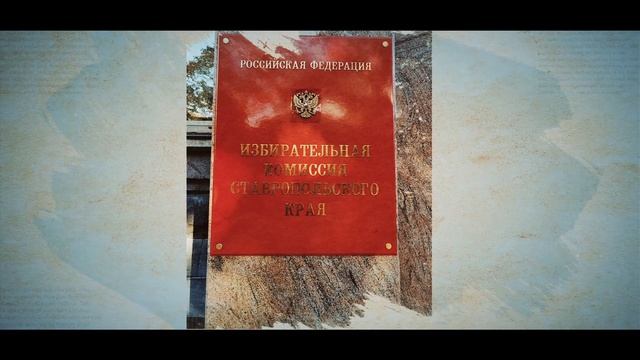 РОССИЙСКАЯ ФЕДЕРАЦИЯ
ИЗБИРАТЕЛЬНАЯ
КОМИССИЯ
СТАВРОПОЛЬСКОГО
КРАЯ